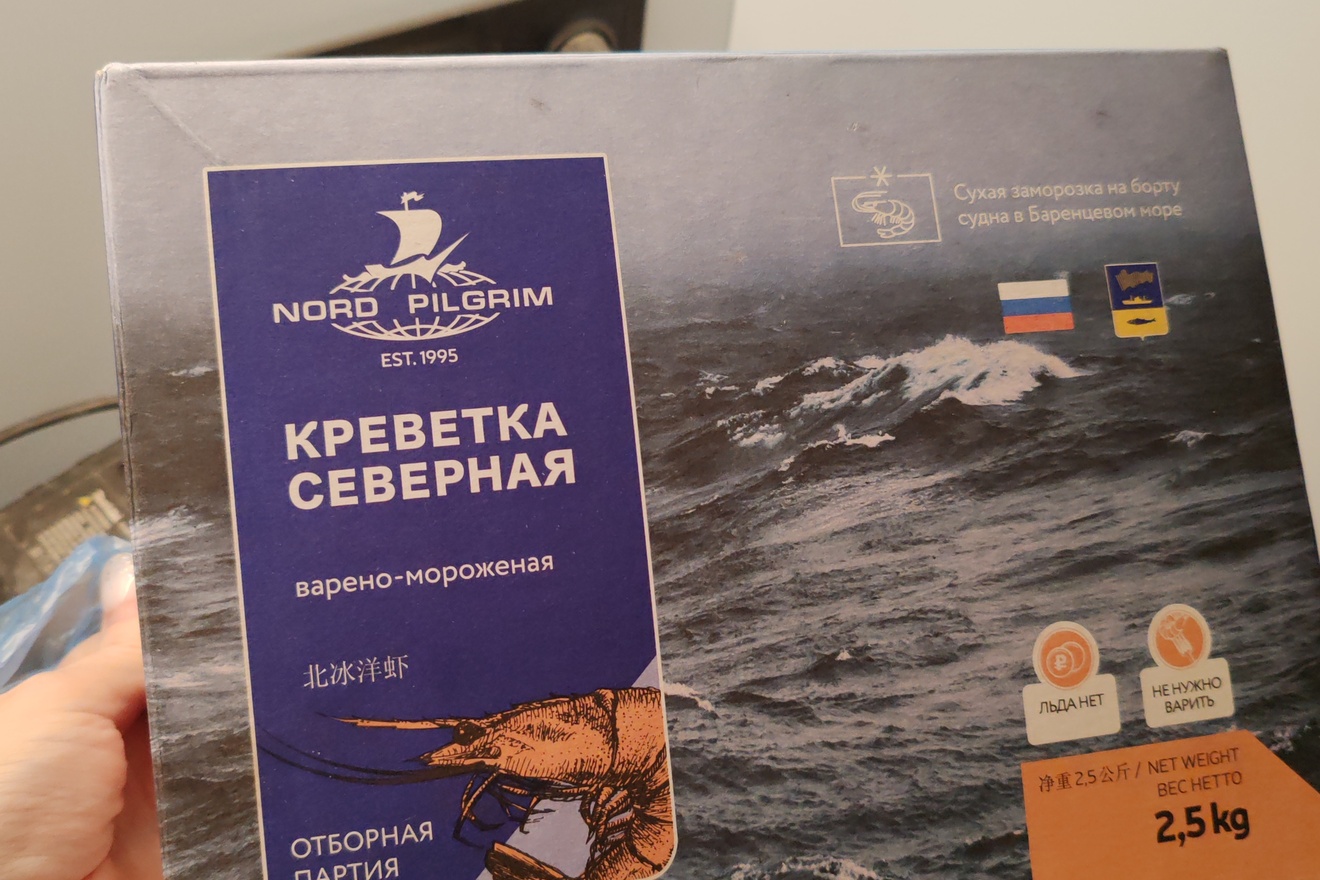 NORD PILGRIM
EST. 1995
КРЕВЕТКА
СЕВЕРНАЯ
варено-мороженая
北冰洋虾
ОТБОРНАЯ
ПАРТИЯ
Сухая заморозка на борту
судна в Баренцевом море
ЛЬДА НЕТ
НЕ НУЖНО
ВАРИТЬ
净重 2,5 公斤 / NET WEIGHT
ВЕС НЕТТО
2,5 kg